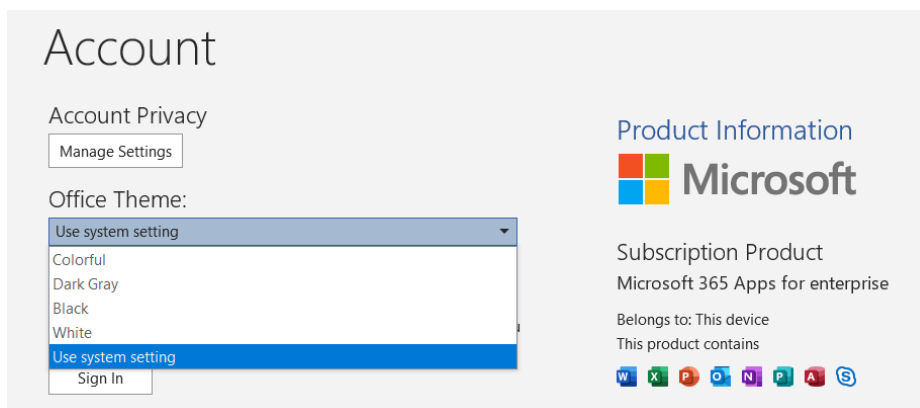 Account
Account Privacy
Manage Settings
Office Theme:
Use system setting
Colorful
Dark Gray
Black
White
Use system setting
Sign In
Product Information
Microsoft
Subscription Product
Microsoft 365 Apps for enterprise
Belongs to: This device
This product contains
W X P O N P A S